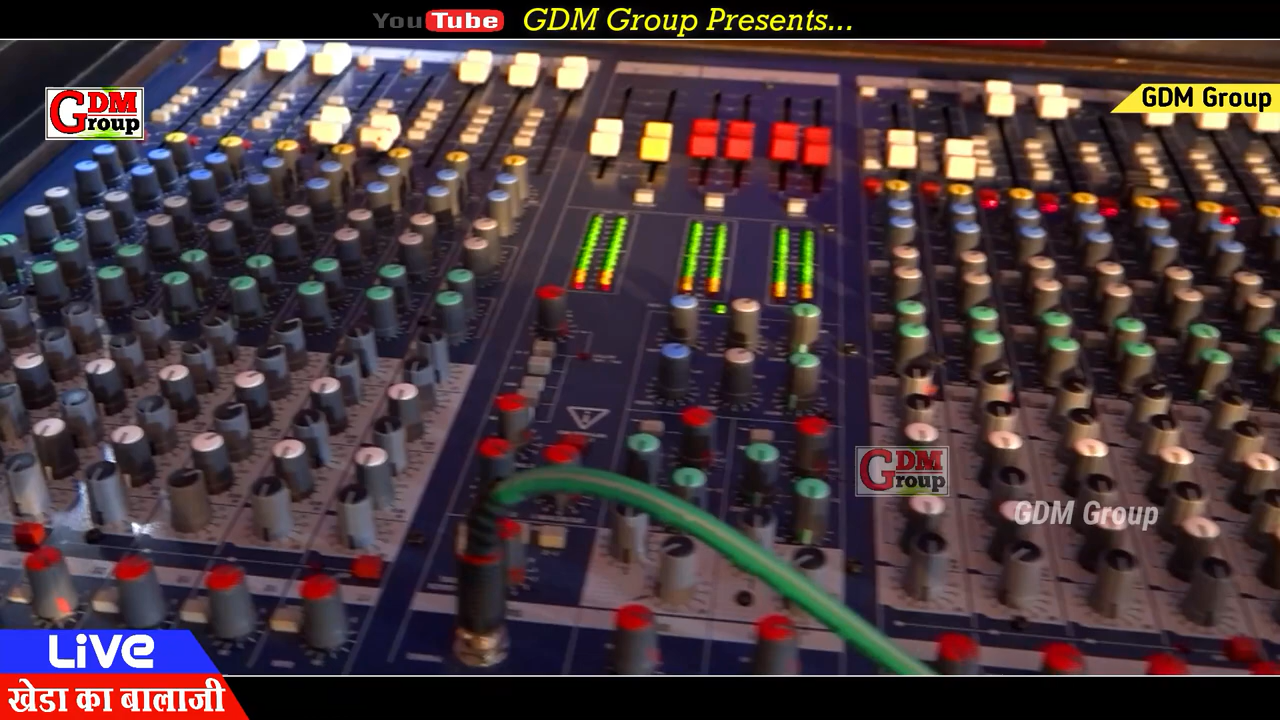 YouTube GDM Group Presents...
GDM Group
GDM Group
GDM Group
GDM Group
LiVe
खेडा का बालाजी